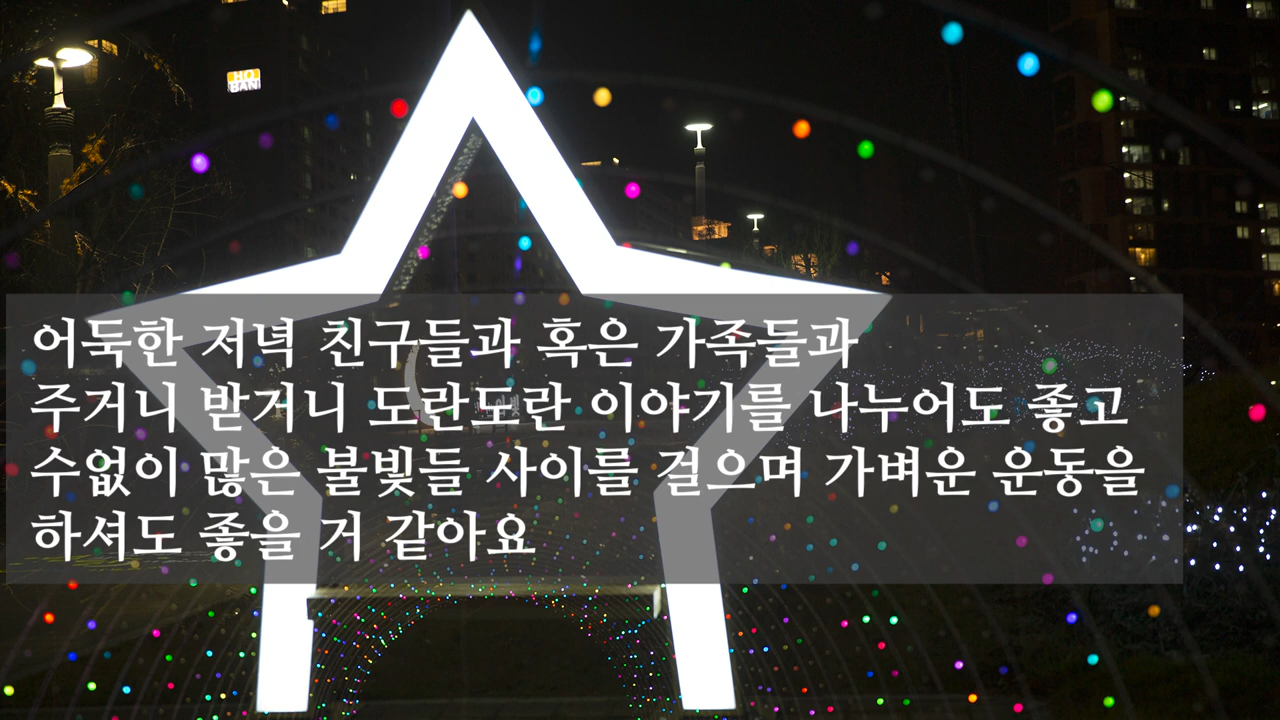 HO
BAN
어둑한 저녁 친구들과 혹은 가족들과
주거니 받거니 도란도란 이야기를 나누어도 좋고
수없이 많은 불빛들 사이를 걸으며 가벼운 운동을
하셔도 좋을 거 같아요